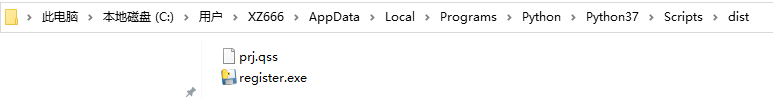 此电脑 > 本地磁盘 (C:) > 用户 > XZ666 > AppData > Local > Programs > Python > Python37 > Scripts > dist
prj.qss
register.exe